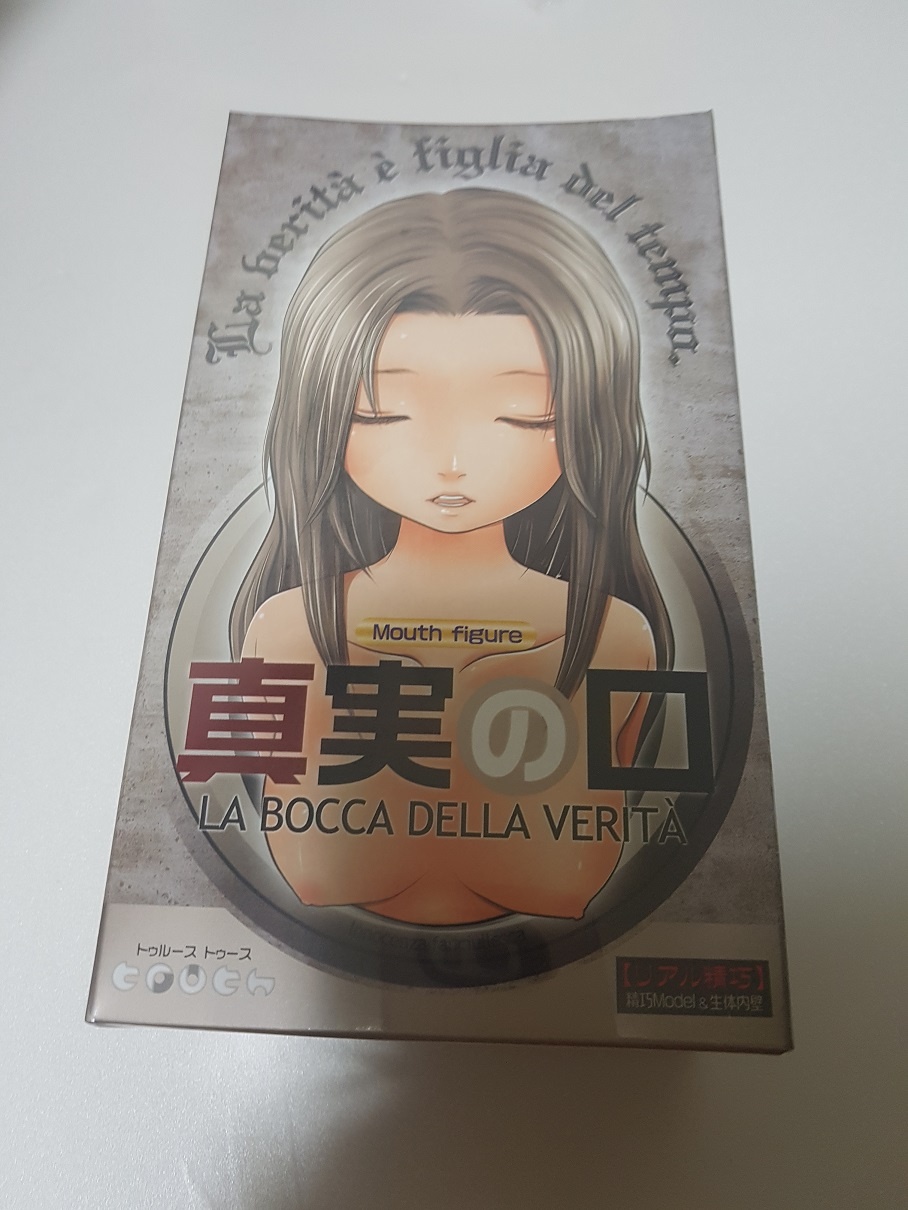 La verità è figlia del tempo.
Mouth figure
真実の口
LA BOCCA DELLA VERITÀ
トゥルース トゥース
truth
【リアル精巧】
精巧Model&生体内壁